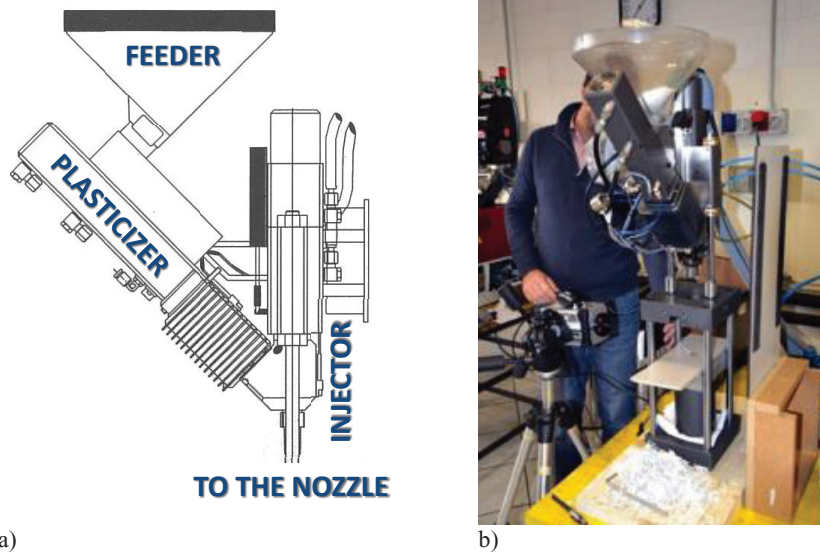 FEEDER
PLASTICIZER
INJECTOR
TO THE NOZZLE
a)
b)